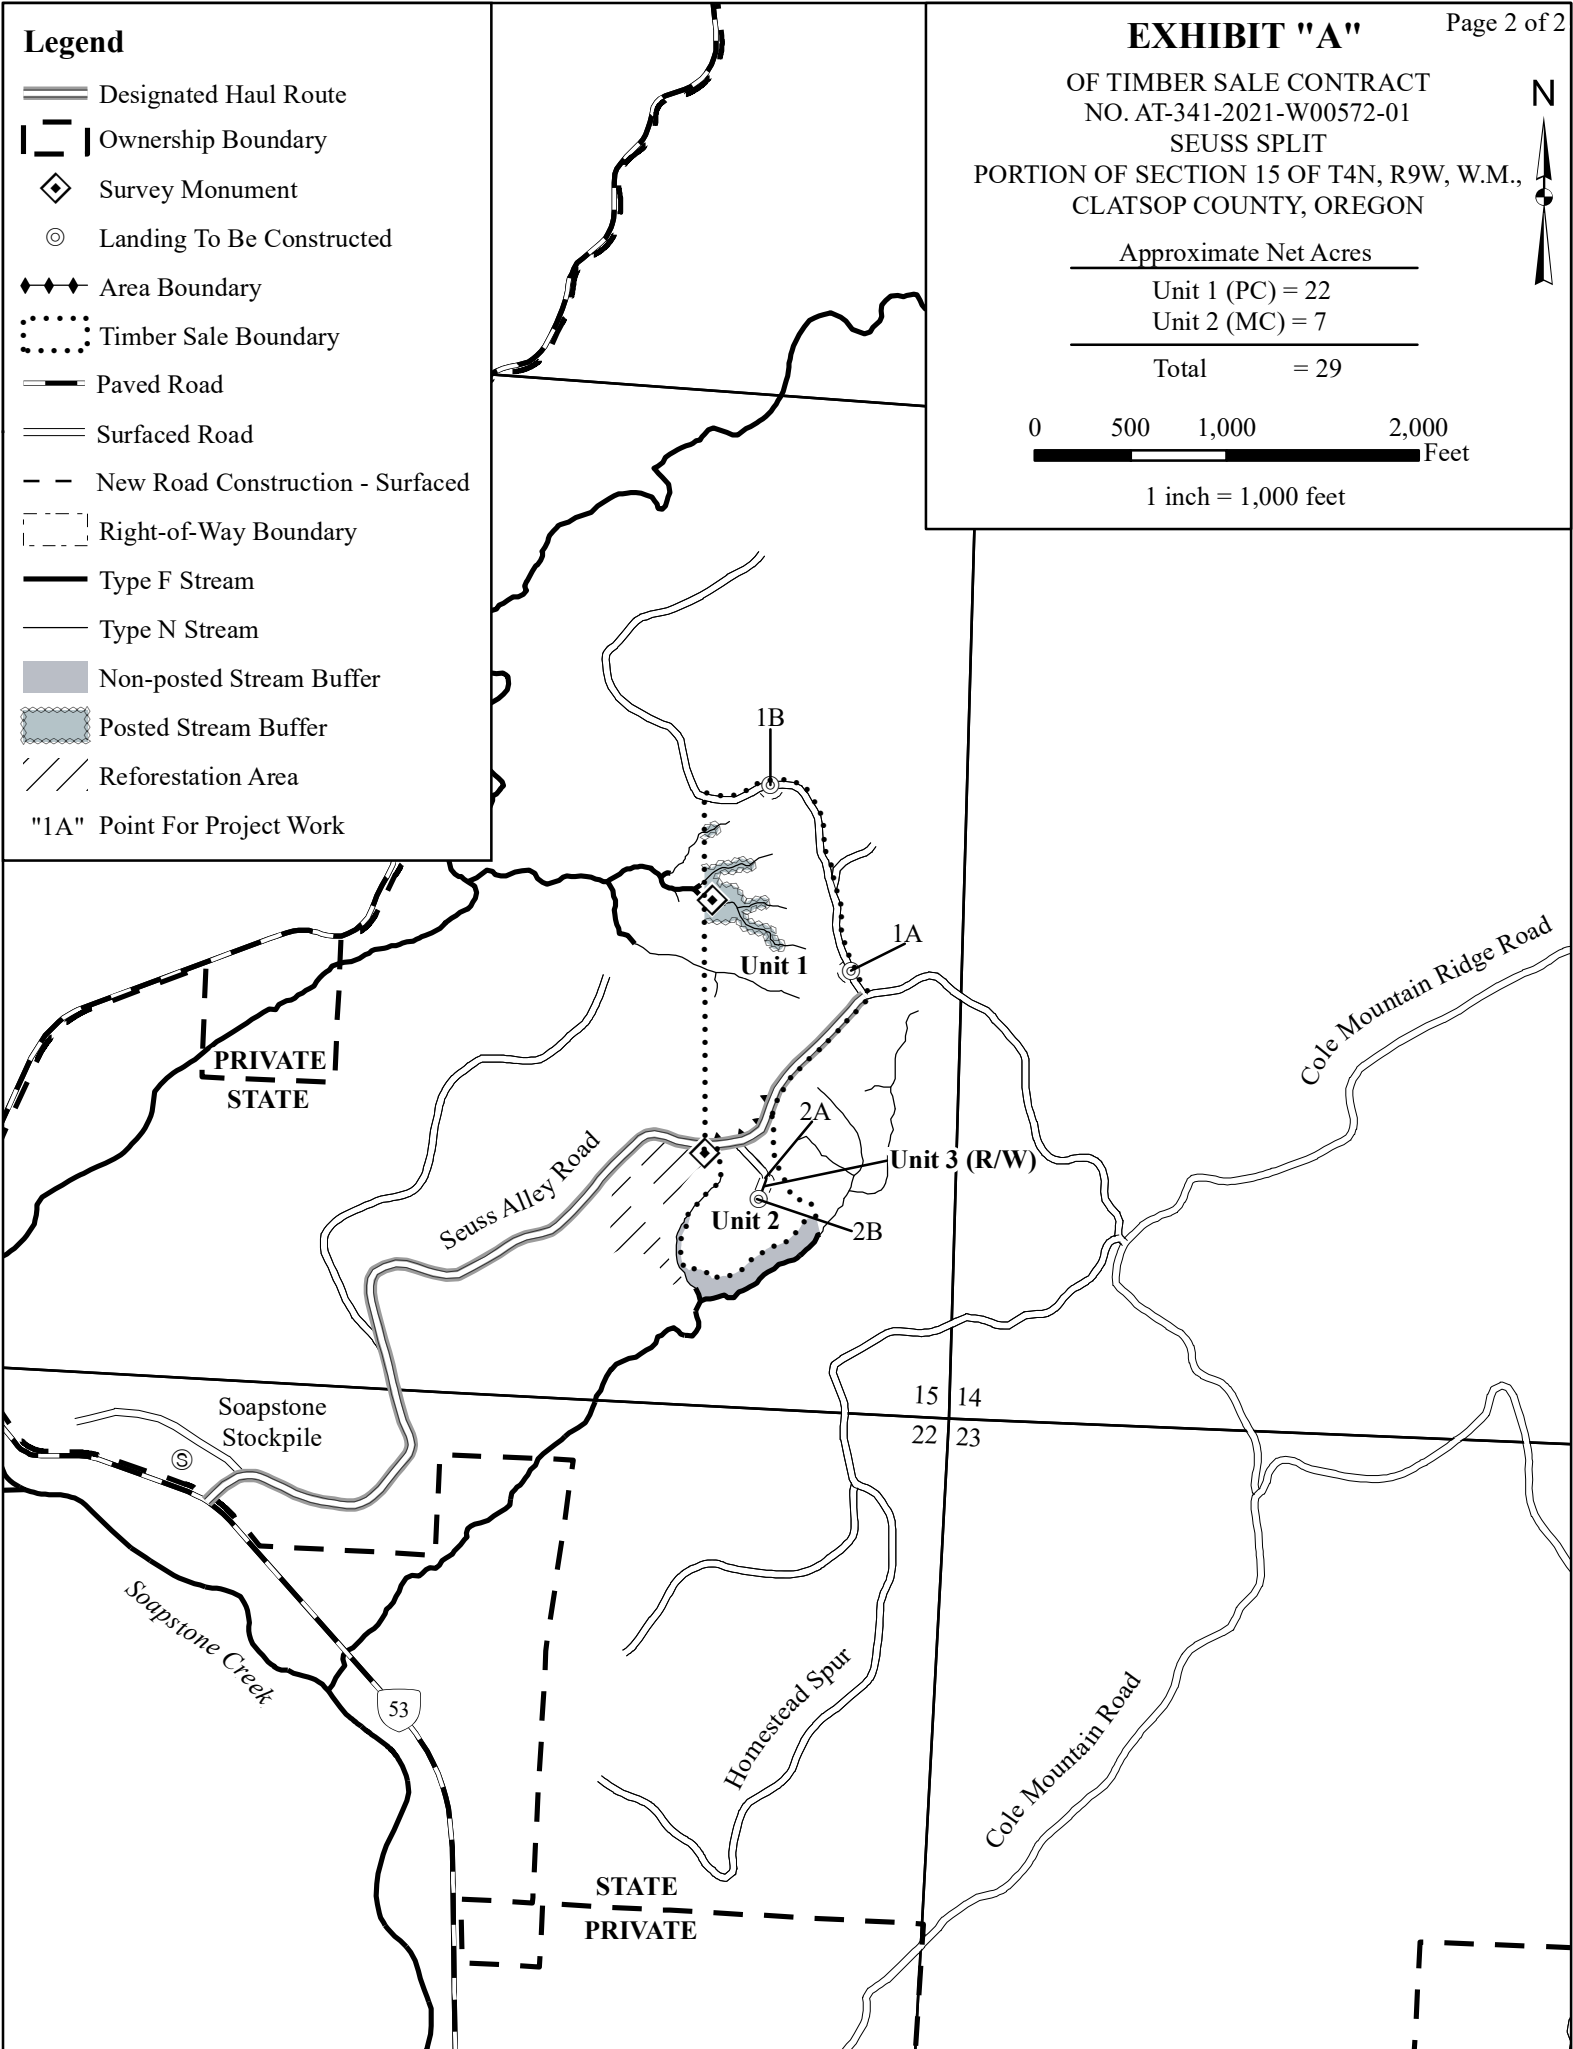 Legend
Designated Haul Route
Ownership Boundary
Survey Monument
Landing To Be Constructed
Area Boundary
Timber Sale Boundary
Paved Road
Surfaced Road
New Road Construction - Surfaced
Right-of-Way Boundary
Type F Stream
Type N Stream
Non-posted Stream Buffer
Posted Stream Buffer
Reforestation Area
"1A" Point For Project Work
Page 2 of 2
EXHIBIT "A"
OF TIMBER SALE CONTRACT
NO. AT-341-2021-W00572-01
SEUSS SPLIT
PORTION OF SECTION 15 OF T4N, R9W, W.M.,
CLATSOP COUNTY, OREGON
N
Approximate Net Acres
Unit 1 (PC) = 22
Unit 2 (MC) = 7
Total = 29
0 500 1,000 2,000
Feet
1 inch = 1,000 feet
1B
1A
Unit 1
Cole Mountain Ridge Road
PRIVATE
STATE
2A
Unit 3 (R/W)
Seuss Alley Road
Unit 2
2B
15 14
22 23
Soapstone
Stockpile
S
Soapstone Creek
53
Homestead Spur
Cole Mountain Road
STATE
PRIVATE